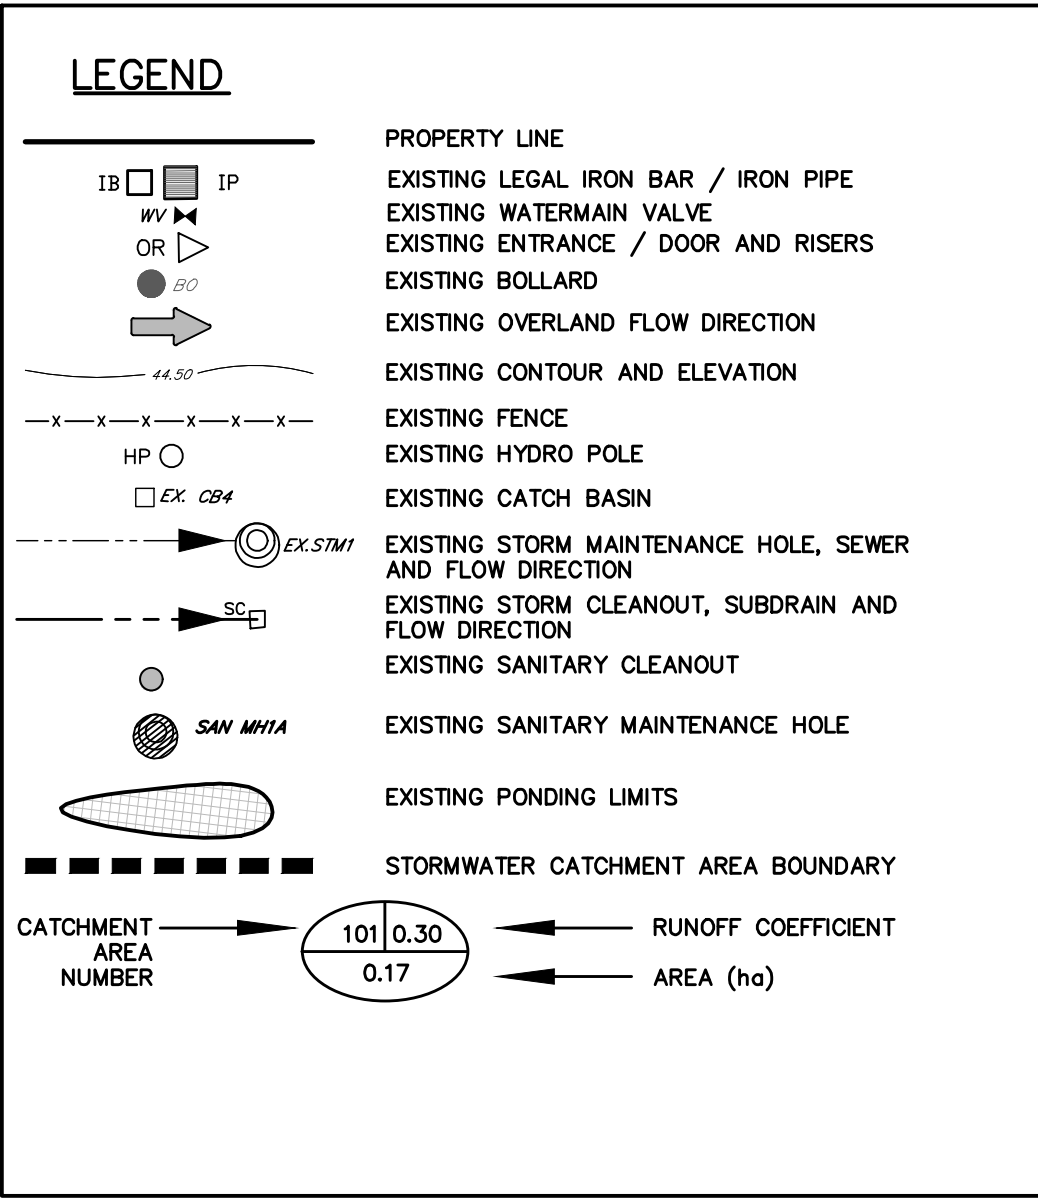 LEGEND
PROPERTY LINE
IB IP EXISTING LEGAL IRON BAR / IRON PIPE
WV EXISTING WATERMAIN VALVE
OR EXISTING ENTRANCE / DOOR AND RISERS
BO EXISTING BOLLARD
EXISTING OVERLAND FLOW DIRECTION
44.50 EXISTING CONTOUR AND ELEVATION
x x x x x x EXISTING FENCE
HP EXISTING HYDRO POLE
EX. CB4 EXISTING CATCH BASIN
EX.STM1 EXISTING STORM MAINTENANCE HOLE, SEWER
AND FLOW DIRECTION
SC EXISTING STORM CLEANOUT, SUBDRAIN AND
FLOW DIRECTION
EXISTING SANITARY CLEANOUT
SAN MH1A EXISTING SANITARY MAINTENANCE HOLE
EXISTING PONDING LIMITS
STORMWATER CATCHMENT AREA BOUNDARY
CATCHMENT
AREA
NUMBER
101 0.30
0.17
RUNOFF COEFFICIENT
AREA (ha)